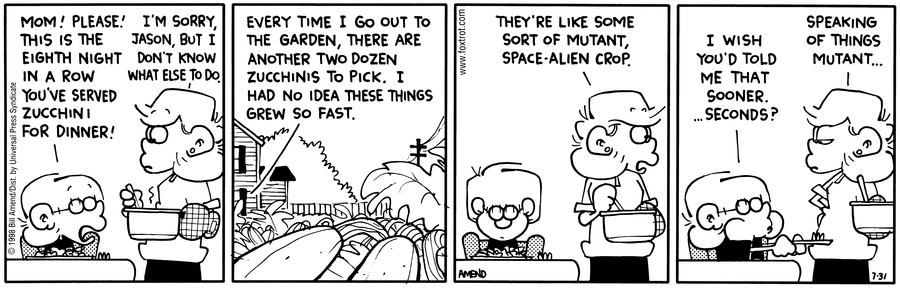 MOM! PLEASE!
THIS IS THE
EIGHTH NIGHT
IN A ROW
YOU'VE SERVED
ZUCCHINI
FOR DINNER!
I'M SORRY,
JASON, BUT I
DON'T KNOW
WHAT ELSE TO DO.
© 1998 Bill Amend/Dist. by Universal Press Syndicate
EVERY TIME I GO OUT TO
THE GARDEN, THERE ARE
ANOTHER TWO DOZEN
ZUCCHINIS TO PICK. I
HAD NO IDEA THESE THINGS
GREW SO FAST.
www.foxtrot.com
THEY'RE LIKE SOME
SORT OF MUTANT,
SPACE-ALIEN CROP.
AMEND
I WISH
YOU'D TOLD
ME THAT
SOONER.
...SECONDS?
SPEAKING
OF THINGS
MUTANT...
7-31